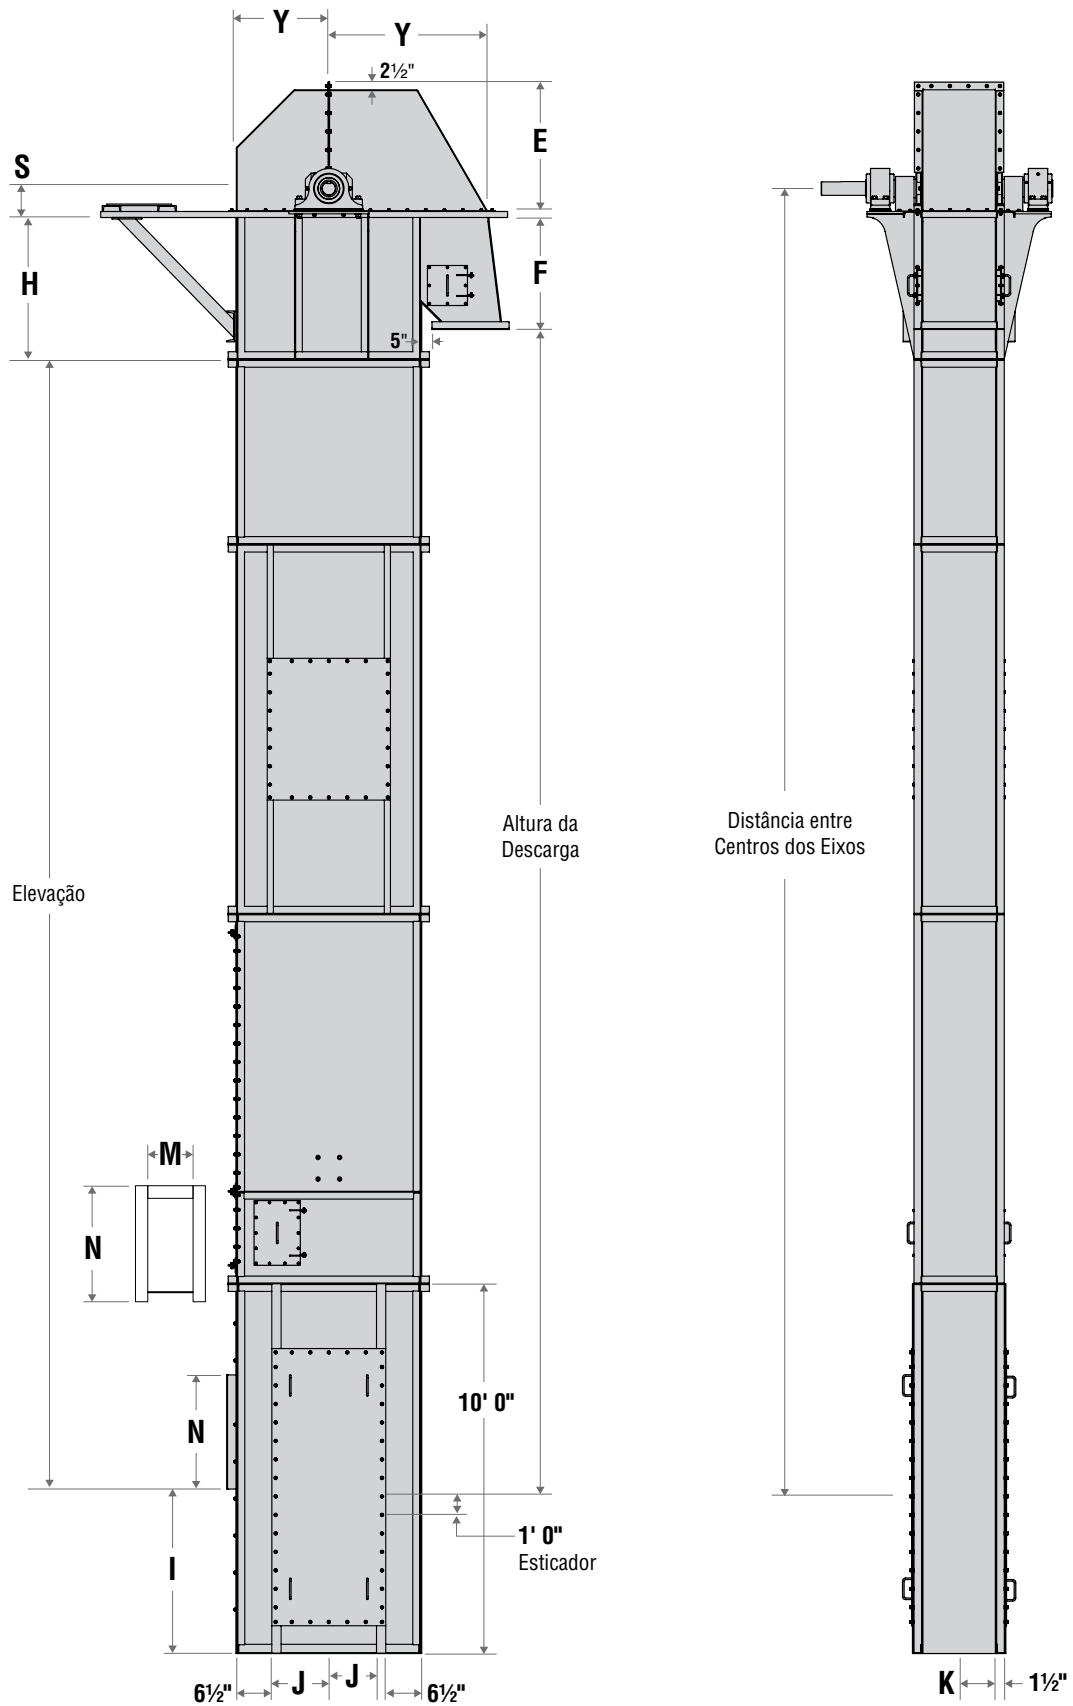 Y
Y
2½"
E
S
H
F
5"
Altura da
Descarga
Distância entre
Centros dos Eixos
Elevação
M
N
10' 0"
N
1' 0"
Esticador
I
6½"
J
J
6½"
K
1½"